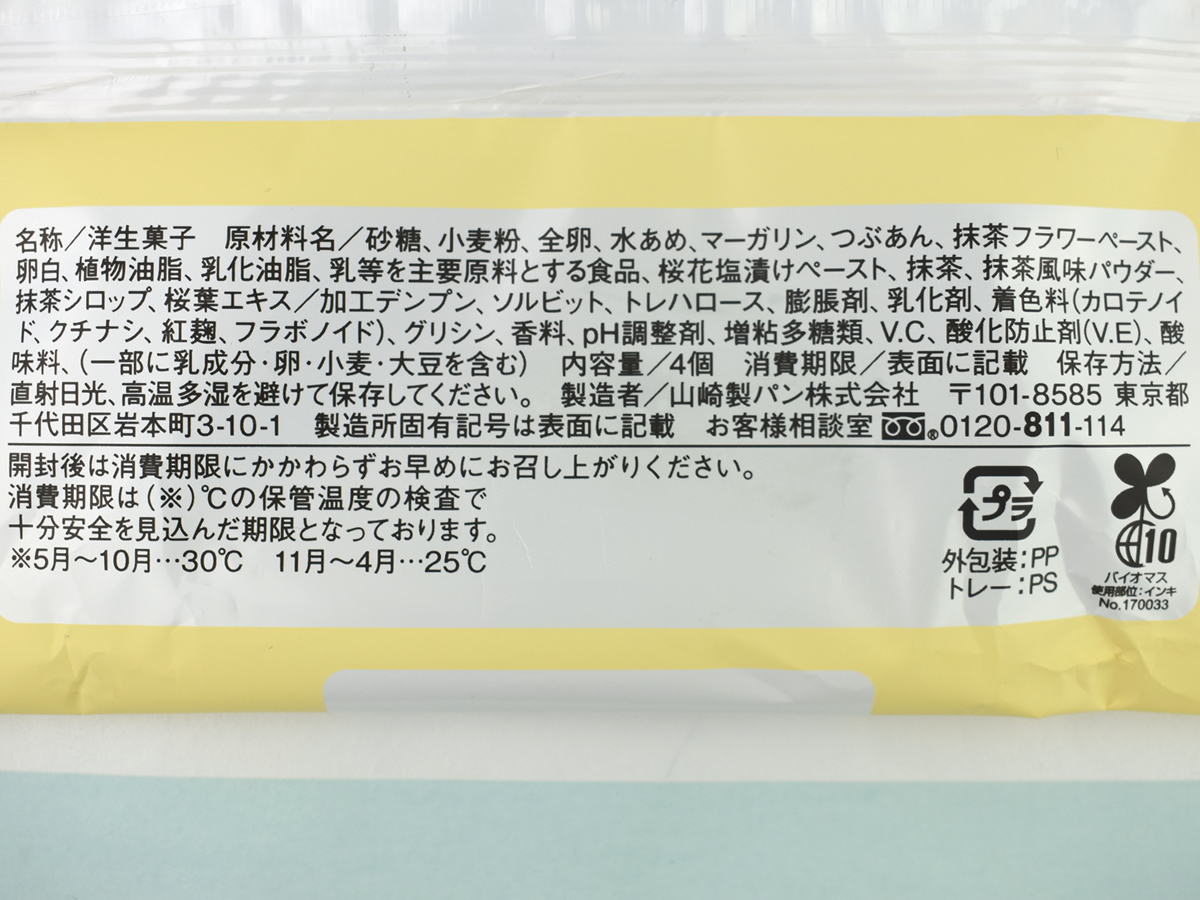 名称／洋生菓子　原材料名／砂糖、小麦粉、全卵、水あめ、マーガリン、つぶあん、抹茶フラワーペースト、
卵白、植物油脂、乳化油脂、乳等を主要原料とする食品、桜花塩漬けペースト、抹茶、抹茶風味パウダー、
抹茶シロップ、桜葉エキス／加工デンプン、ソルビット、トレハロース、膨脹剤、乳化剤、着色料（カロテノイ
ド、クチナシ、紅麹、フラボノイド）、グリシン、香料、pH調整剤、増粘多糖類、V.C、酸化防止剤（V.E）、酸
味料、（一部に乳成分・卵・小麦・大豆を含む）　内容量／4個　消費期限／表面に記載　保存方法／
直射日光、高温多湿を避けて保存してください。　製造者／山崎製パン株式会社　〒101-8585 東京都
千代田区岩本町3-10-1　製造所固有記号は表面に記載　お客様相談室 ®0120-811-114
開封後は消費期限にかかわらずお早めにお召し上がりください。
消費期限は（※）℃の保管温度の検査で
十分安全を見込んだ期限となっております。
※5月〜10月…30℃　11月〜4月…25℃
プラ
外包装：PP
トレー：PS
10
バイオマス
使用部位：インキ
No.170033